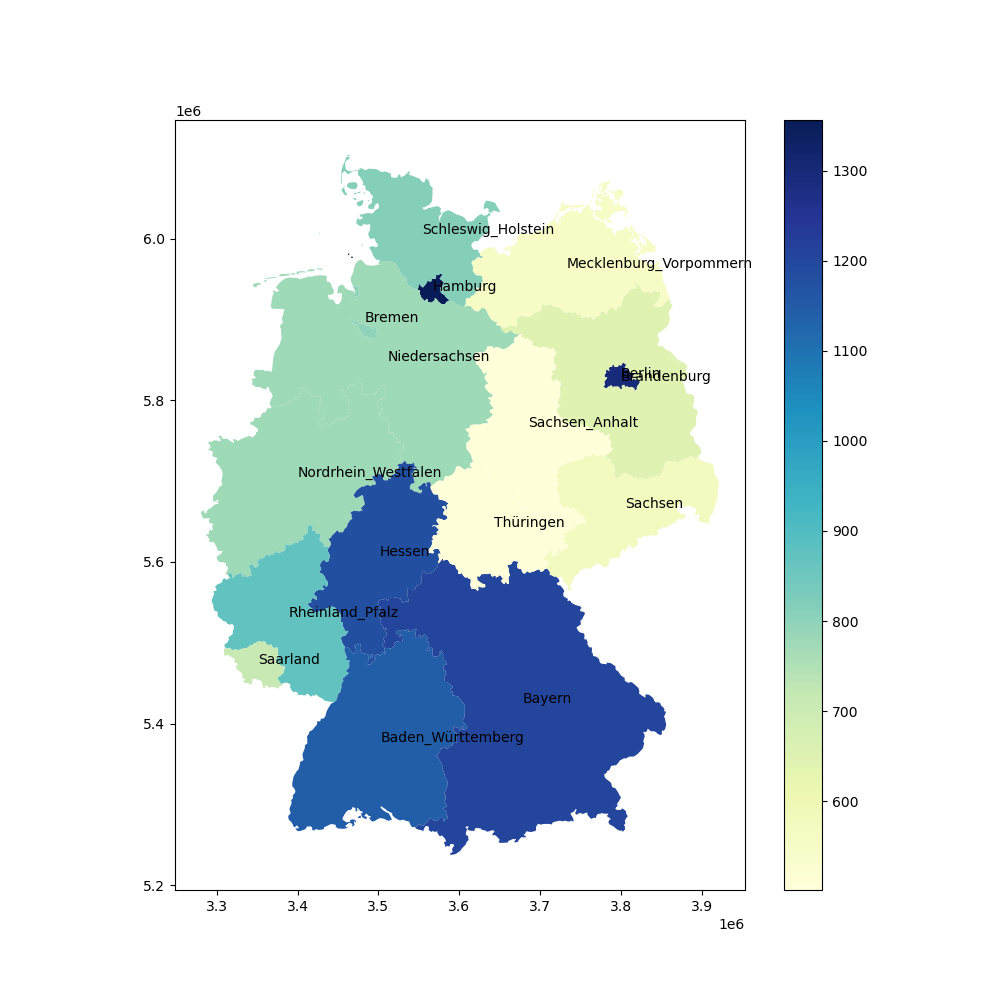 1e6
Schleswig_Holstein
Mecklenburg_Vorpommern
Hamburg
Bremen
Niedersachsen
Berlin
Brandenburg
Sachsen_Anhalt
Nordrhein_Westfalen
Sachsen
Thüringen
Hessen
Rheinland_Pfalz
Saarland
Bayern
Baden_Württemberg
6.0
5.8
5.6
5.4
5.2
3.3 3.4 3.5 3.6 3.7 3.8 3.9
1e6
1300
1200
1100
1000
900
800
700
600